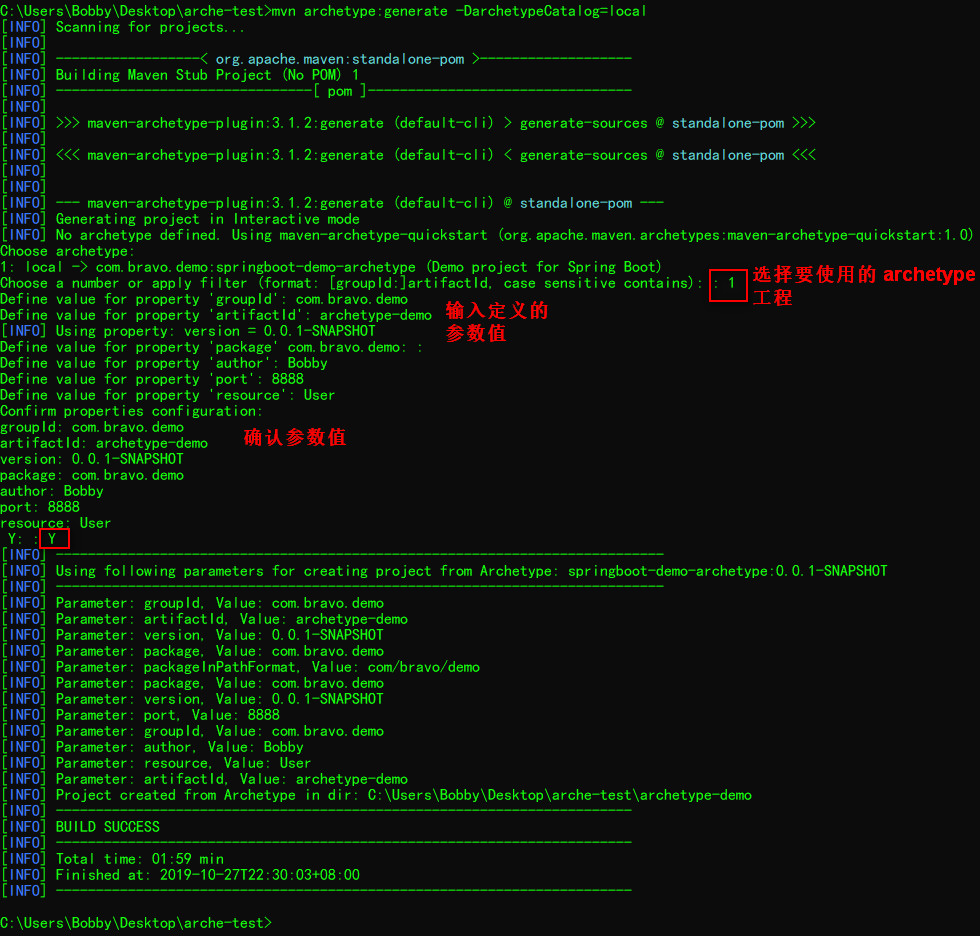 C:\Users\Bobby\Desktop\arche-test>mvn archetype:generate -DarchetypeCatalog=local
[INFO] Scanning for projects...
[INFO]
[INFO] ------------------< org.apache.maven:standalone-pom >-------------------
[INFO] Building Maven Stub Project (No POM) 1
[INFO] --------------------------------[ pom ]---------------------------------
[INFO]
[INFO] >>> maven-archetype-plugin:3.1.2:generate (default-cli) > generate-sources @ standalone-pom >>>
[INFO]
[INFO] <<< maven-archetype-plugin:3.1.2:generate (default-cli) < generate-sources @ standalone-pom <<<
[INFO]
[INFO]
[INFO] --- maven-archetype-plugin:3.1.2:generate (default-cli) @ standalone-pom ---
[INFO] Generating project in Interactive mode
[INFO] No archetype defined. Using maven-archetype-quickstart (org.apache.maven.archetypes:maven-archetype-quickstart:1.0)
Choose archetype:
1: local -> com.bravo.demo:springboot-demo-archetype (Demo project for Spring Boot)
Choose a number or apply filter (format: [groupId:]artifactId, case sensitive contains): : 1
选择要使用的 archetype
工程
Define value for property 'groupId': com.bravo.demo
Define value for property 'artifactId': archetype-demo
输入定义的
参数值
[INFO] Using property: version = 0.0.1-SNAPSHOT
Define value for property 'package' com.bravo.demo: :
Define value for property 'author': Bobby
Define value for property 'port': 8888
Define value for property 'resource': User
Confirm properties configuration:
groupId: com.bravo.demo
artifactId: archetype-demo
确认参数值
version: 0.0.1-SNAPSHOT
package: com.bravo.demo
author: Bobby
port: 8888
resource: User
Y: : Y
[INFO] ----------------------------------------------------------------------------
[INFO] Using following parameters for creating project from Archetype: springboot-demo-archetype:0.0.1-SNAPSHOT
[INFO] ----------------------------------------------------------------------------
[INFO] Parameter: groupId, Value: com.bravo.demo
[INFO] Parameter: artifactId, Value: archetype-demo
[INFO] Parameter: version, Value: 0.0.1-SNAPSHOT
[INFO] Parameter: package, Value: com.bravo.demo
[INFO] Parameter: packageInPathFormat, Value: com/bravo/demo
[INFO] Parameter: package, Value: com.bravo.demo
[INFO] Parameter: version, Value: 0.0.1-SNAPSHOT
[INFO] Parameter: port, Value: 8888
[INFO] Parameter: groupId, Value: com.bravo.demo
[INFO] Parameter: author, Value: Bobby
[INFO] Parameter: resource, Value: User
[INFO] Parameter: artifactId, Value: archetype-demo
[INFO] Project created from Archetype in dir: C:\Users\Bobby\Desktop\arche-test\archetype-demo
[INFO] ------------------------------------------------------------------------
[INFO] BUILD SUCCESS
[INFO] ------------------------------------------------------------------------
[INFO] Total time: 01:59 min
[INFO] Finished at: 2019-10-27T22:30:03+08:00
[INFO] ------------------------------------------------------------------------
C:\Users\Bobby\Desktop\arche-test>